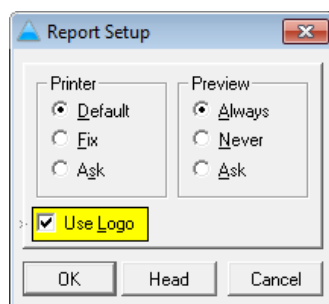 Report Setup
Printer
Default
Fix
Ask
Preview
Always
Never
Ask
Use Logo
OK
Head
Cancel